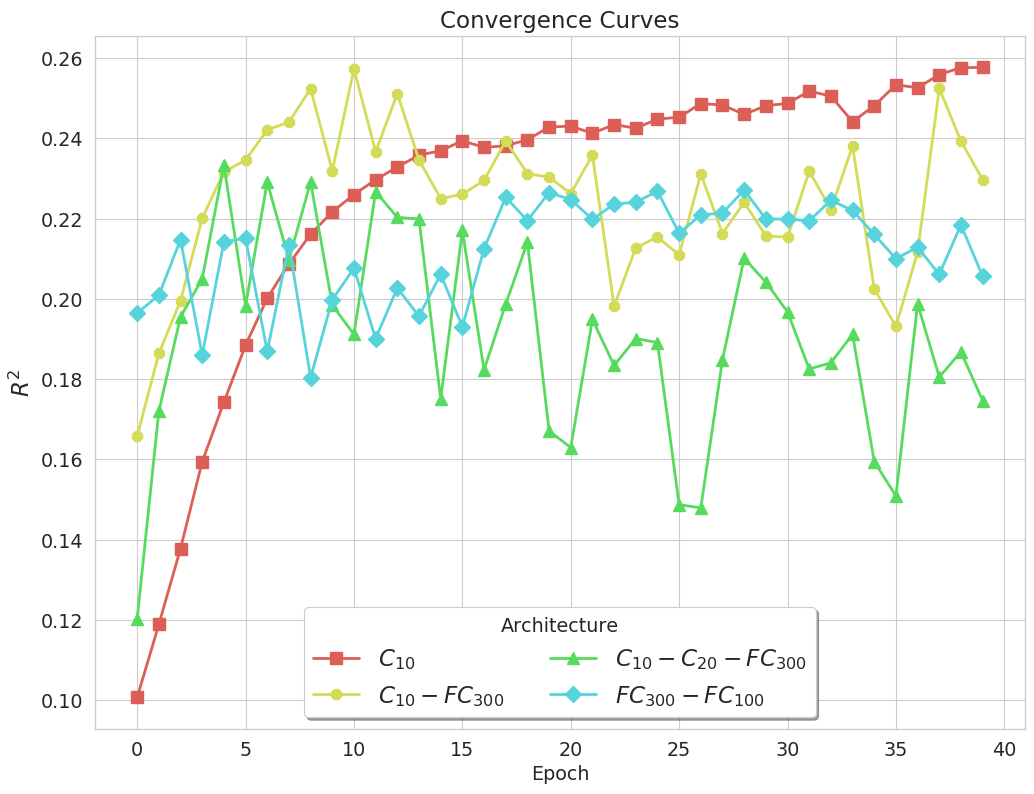 Convergence Curves
0.26
0.24
0.22
0.20
0.18
0.16
0.14
0.12
0.10
R²
0 5 10 15 20 25 30 35 40
Epoch
Architecture
C₁₀
C₁₀ − FC₃₀₀
C₁₀ − C₂₀ − FC₃₀₀
FC₃₀₀ − FC₁₀₀